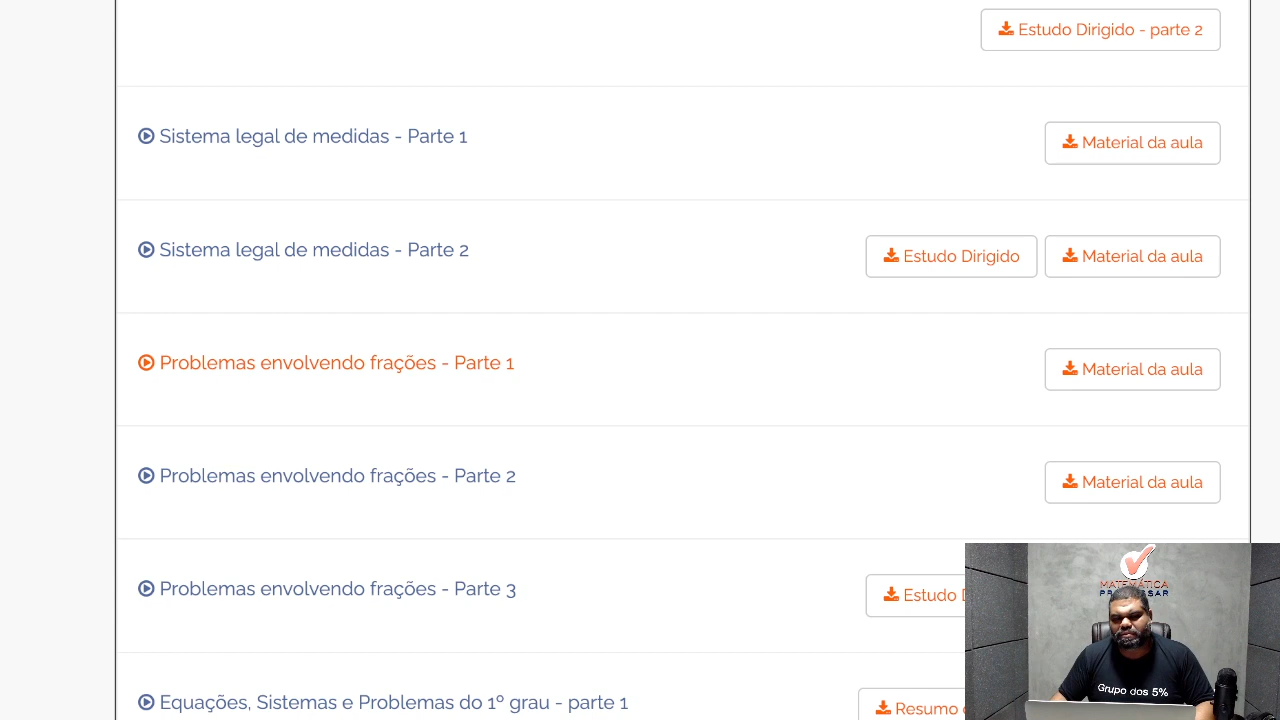 Estudo Dirigido - parte 2
Sistema legal de medidas - Parte 1
Material da aula
Sistema legal de medidas - Parte 2
Estudo Dirigido
Material da aula
Problemas envolvendo frações - Parte 1
Material da aula
Problemas envolvendo frações - Parte 2
Material da aula
Problemas envolvendo frações - Parte 3
Estudo
Equações, Sistemas e Problemas do 1º grau - parte 1
Resumo
MATEMÁTICA
Grupo dos 5%